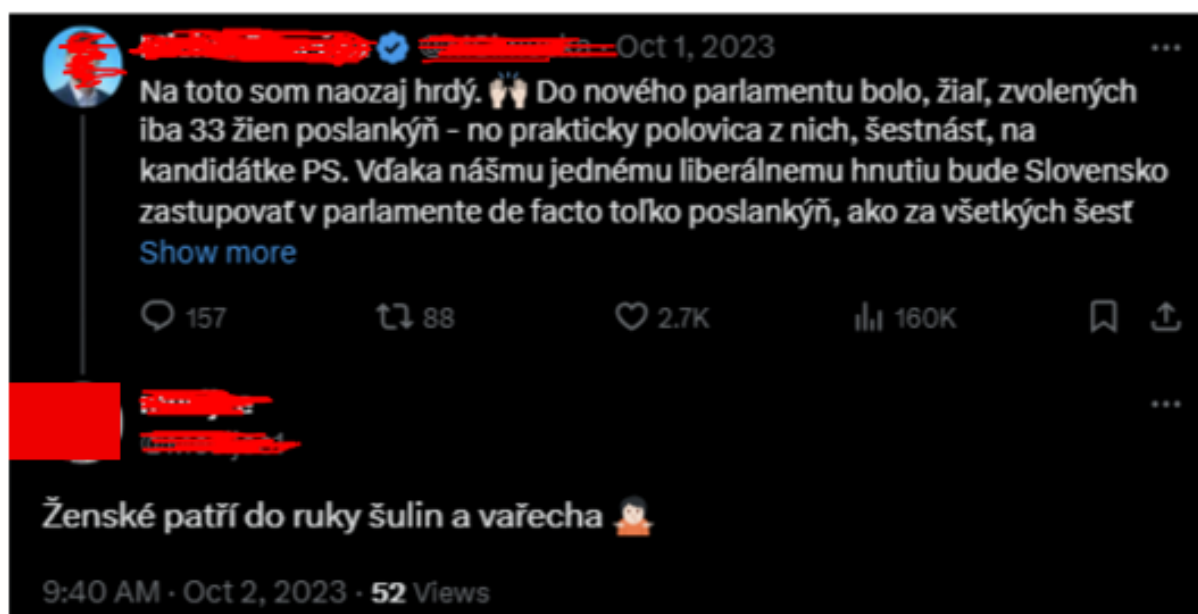 Oct 1, 2023
Na toto som naozaj hrdý. 🙌🏻 Do nového parlamentu bolo, žiaľ, zvolených
iba 33 žien poslankýň - no prakticky polovica z nich, šestnásť, na
kandidátke PS. Vďaka nášmu jednému liberálnemu hnutiu bude Slovensko
zastupovať v parlamente de facto toľko poslankýň, ako za všetkých šesť
Show more
157 88 2.7K 160K
Ženské patří do ruky šulin a vařecha 🤷🏻
9:40 AM · Oct 2, 2023 · 52 Views